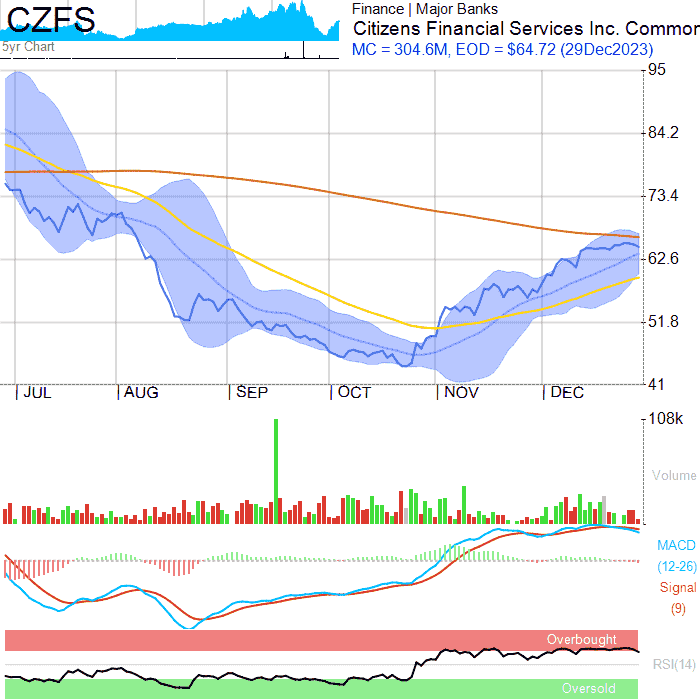 CZFS
Finance | Major Banks
Citizens Financial Services Inc. Common
MC = 304.6M, EOD = $64.72 (29Dec2023)
5yr Chart
95
84.2
73.4
62.6
51.8
41
JUL AUG SEP OCT NOV DEC
108k
Volume
MACD
(12-26)
Signal
(9)
Overbought
RSI(14)
Oversold